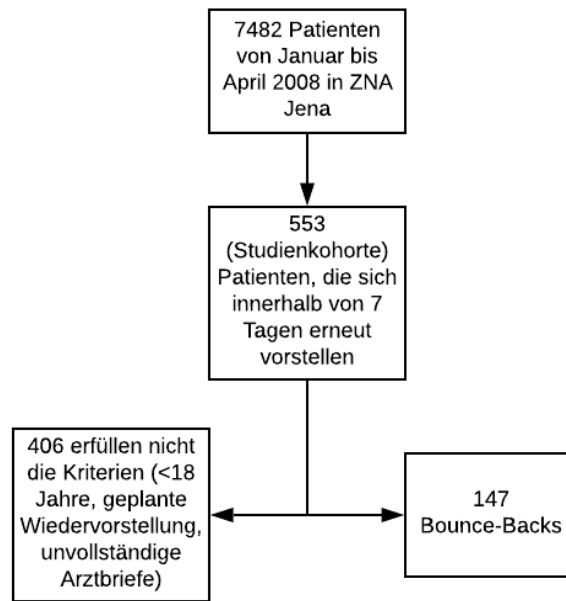 7482 Patienten
von Januar bis
April 2008 in ZNA
Jena
553
(Studienkohorte)
Patienten, die sich
innerhalb von 7
Tagen erneut
vorstellen
406 erfüllen nicht
die Kriterien (<18
Jahre, geplante
Wiedervorstellung,
unvollständige
Arztbriefe)
147
Bounce-Backs